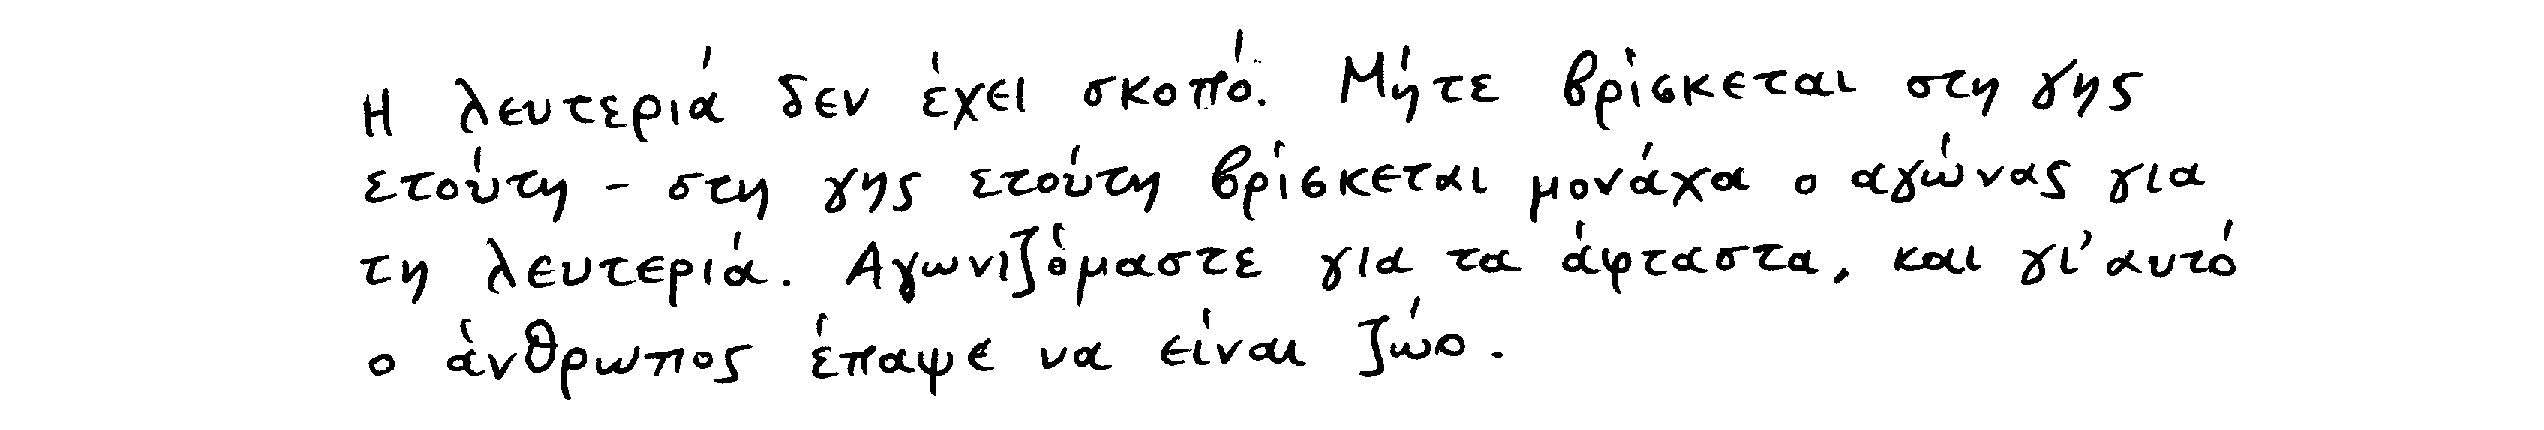 Η λευτεριά δεν έχει σκοπό. Μήτε βρίσκεται στη γης
ετούτη - στη γης ετούτη βρίσκεται μονάχα ο αγώνας για
τη λευτεριά. Αγωνιζόμαστε για τα άφταστα, και γι' αυτό
ο άνθρωπος έπαψε να είναι ζώο.